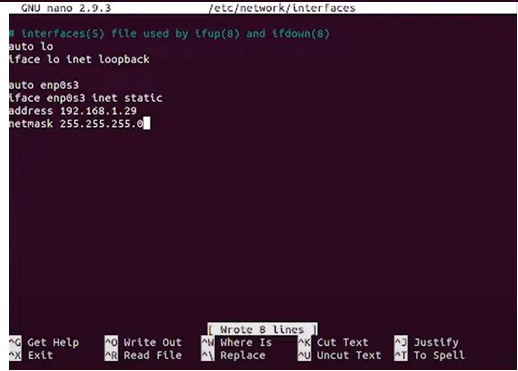 GNU nano 2.9.3 /etc/network/interfaces
# interfaces(5) file used by ifup(8) and ifdown(8)
auto lo
iface lo inet loopback
auto enp0s3
iface enp0s3 inet static
address 192.168.1.29
netmask 255.255.255.0
[ Wrote 8 lines ]
^G Get Help ^O Write Out ^W Where Is ^K Cut Text ^J Justify
^X Exit ^R Read File ^\ Replace ^U Uncut Text ^T To Spell